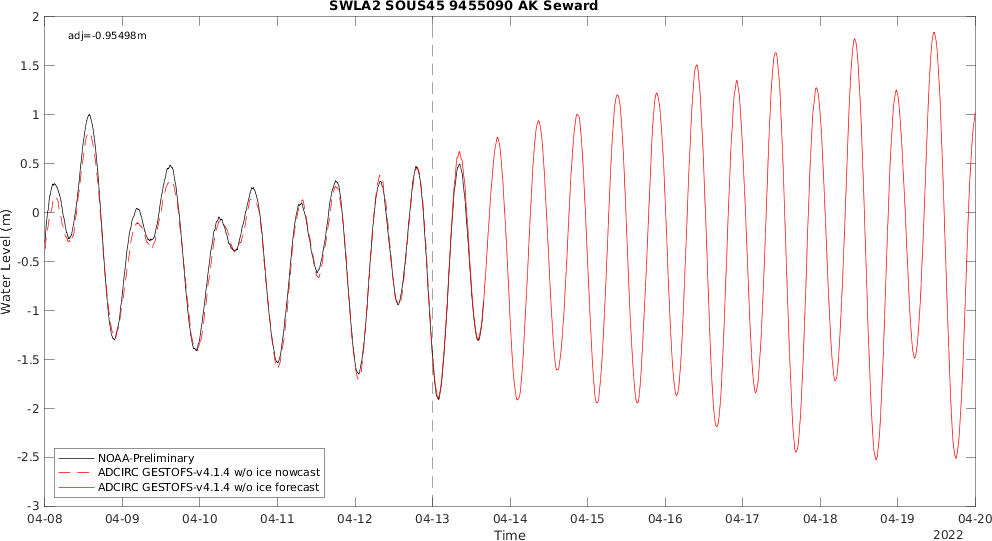 SWLA2 SOUS45 9455090 AK Seward
adj=-0.95498m
2
1.5
1
0.5
0
-0.5
-1
-1.5
-2
-2.5
-3
Water Level (m)
NOAA-Preliminary
ADCIRC GESTOFS-v4.1.4 w/o ice nowcast
ADCIRC GESTOFS-v4.1.4 w/o ice forecast
04-08 04-09 04-10 04-11 04-12 04-13 04-14 04-15 04-16 04-17 04-18 04-19 04-20
Time
2022